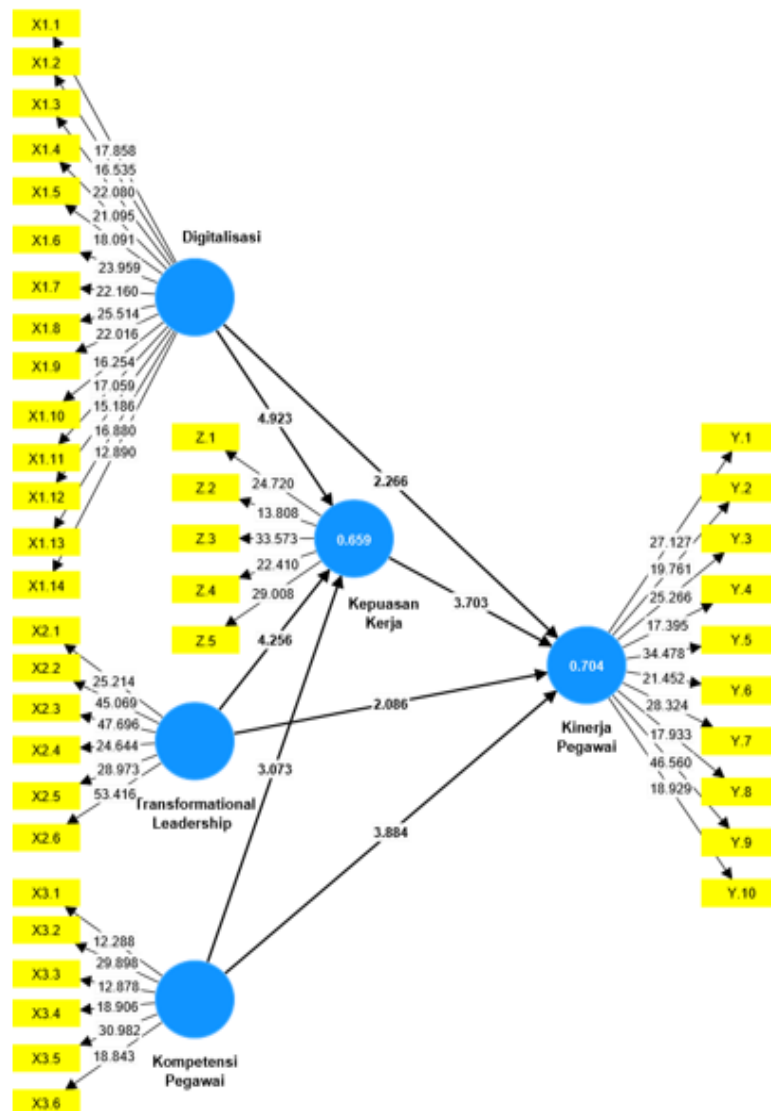 X1.1
X1.2
X1.3
X1.4
X1.5
X1.6
X1.7
X1.8
X1.9
X1.10
X1.11
X1.12
X1.13
X1.14
17.858
16.535
22.080
21.095
18.091
23.959
22.160
25.514
22.016
16.254
17.059
15.186
16.880
12.890
Digitalisasi
4.923
2.266
Z.1
Z.2
Z.3
Z.4
Z.5
24.720
13.808
33.573
22.410
29.008
0.659
Kepuasan
Kerja
3.703
4.256
X2.1
X2.2
X2.3
X2.4
X2.5
X2.6
25.214
45.069
47.696
24.644
28.973
53.416
Transformational
Leadership
2.086
3.073
3.884
X3.1
X3.2
X3.3
X3.4
X3.5
X3.6
12.288
29.898
12.878
18.906
30.982
18.843
Kompetensi
Pegawai
0.704
Kinerja
Pegawai
27.127
19.761
25.266
17.395
34.478
21.452
28.324
17.933
46.560
18.929
Y.1
Y.2
Y.3
Y.4
Y.5
Y.6
Y.7
Y.8
Y.9
Y.10